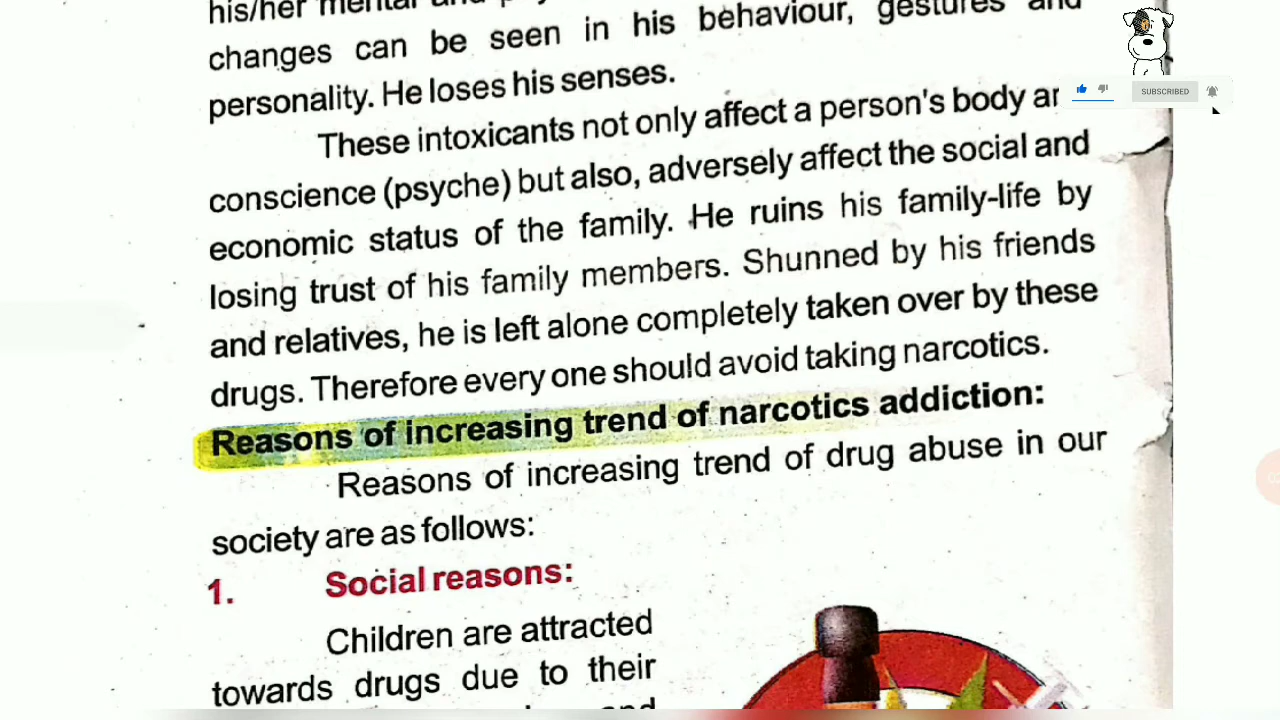 his/her mental and
changes can be seen in his behaviour, gestures and
personality. He loses his senses.
SUBSCRIBED
These intoxicants not only affect a person's body
conscience (psyche) but also, adversely affect the social and
economic status of the family. He ruins his family-life by
losing trust of his family members. Shunned by his friends
and relatives, he is left alone completely taken over by these
drugs. Therefore every one should avoid taking narcotics.
Reasons of increasing trend of narcotics addiction:
Reasons of increasing trend of drug abuse in our
society are as follows:
1. Social reasons:
Children are attracted
towards drugs due to their